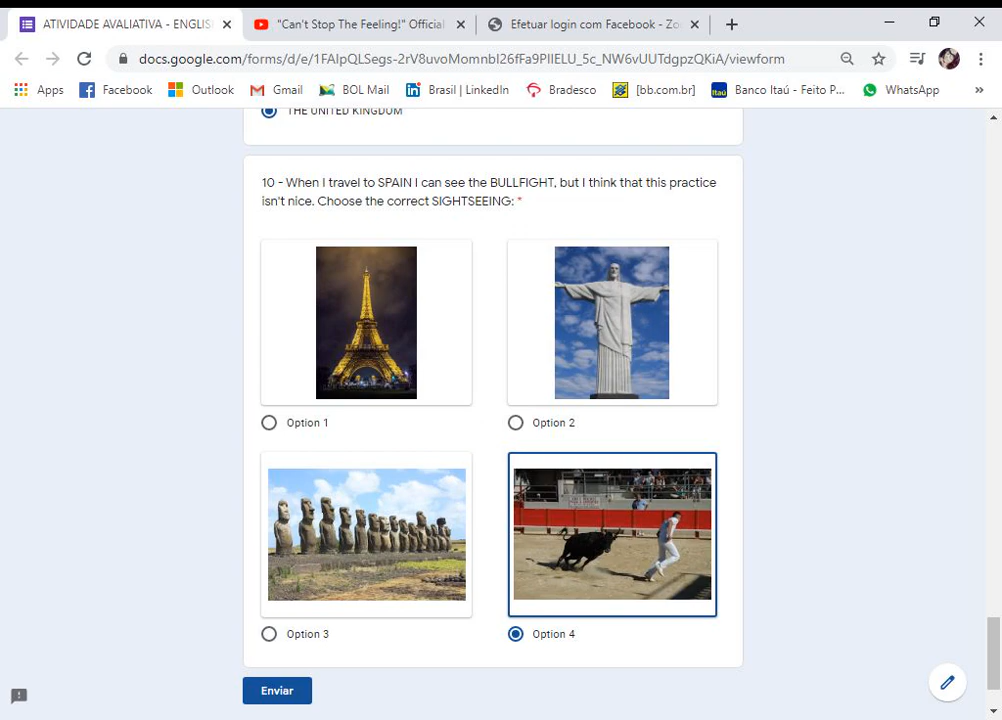 ATIVIDADE AVALIATIVA - ENGLIS
"Can't Stop The Feeling!" Official
Efetuar login com Facebook - Zo
docs.google.com/forms/d/e/1FAIpQLSegs-2rV8uvoMomnbI26fFa9PIIELU_5c_NW6vUUTdgpzQKiA/viewform
Apps Facebook Outlook Gmail BOL Mail Brasil | LinkedIn Bradesco [bb.com.br] Banco Itaú - Feito P... WhatsApp »
THE UNITED KINGDOM
10 - When I travel to SPAIN I can see the BULLFIGHT, but I think that this practice
isn't nice. Choose the correct SIGHTSEEING: *
Option 1
Option 2
Option 3
Option 4
Enviar